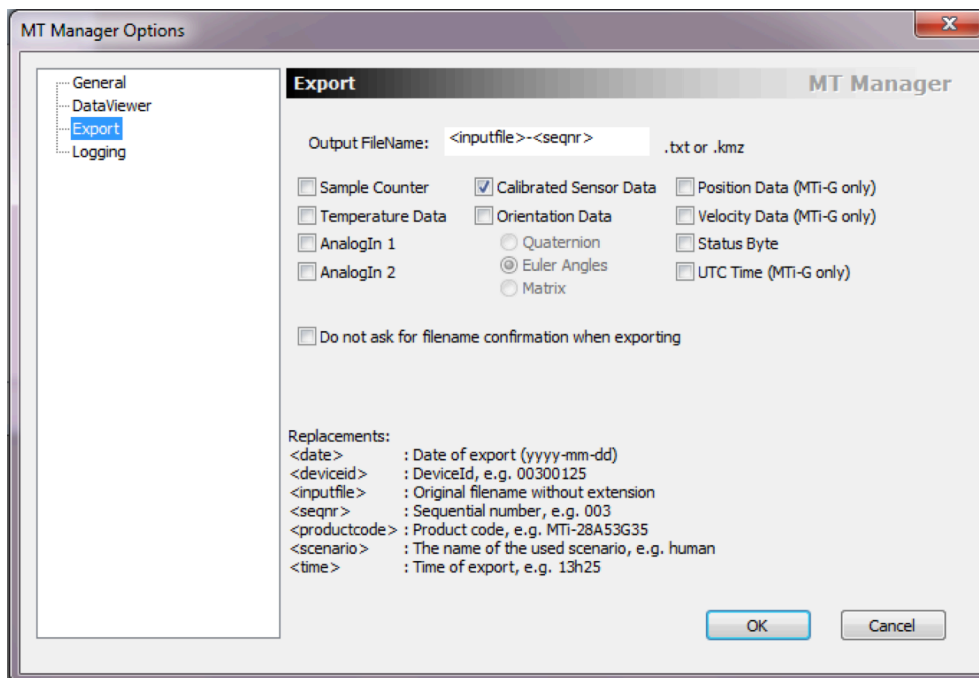 MT Manager Options
General
DataViewer
Export
Logging
Export
MT Manager
Output FileName:
<inputfile>-<seqnr>
.txt or .kmz
Sample Counter
Calibrated Sensor Data
Position Data (MTi-G only)
Temperature Data
Orientation Data
Velocity Data (MTi-G only)
AnalogIn 1
Quaternion
Status Byte
AnalogIn 2
Euler Angles
UTC Time (MTi-G only)
Matrix
Do not ask for filename confirmation when exporting
Replacements:
<date> : Date of export (yyyy-mm-dd)
<deviceid> : DeviceId, e.g. 00300125
<inputfile> : Original filename without extension
<seqnr> : Sequential number, e.g. 003
<productcode> : Product code, e.g. MTi-28A53G35
<scenario> : The name of the used scenario, e.g. human
<time> : Time of export, e.g. 13h25
OK
Cancel